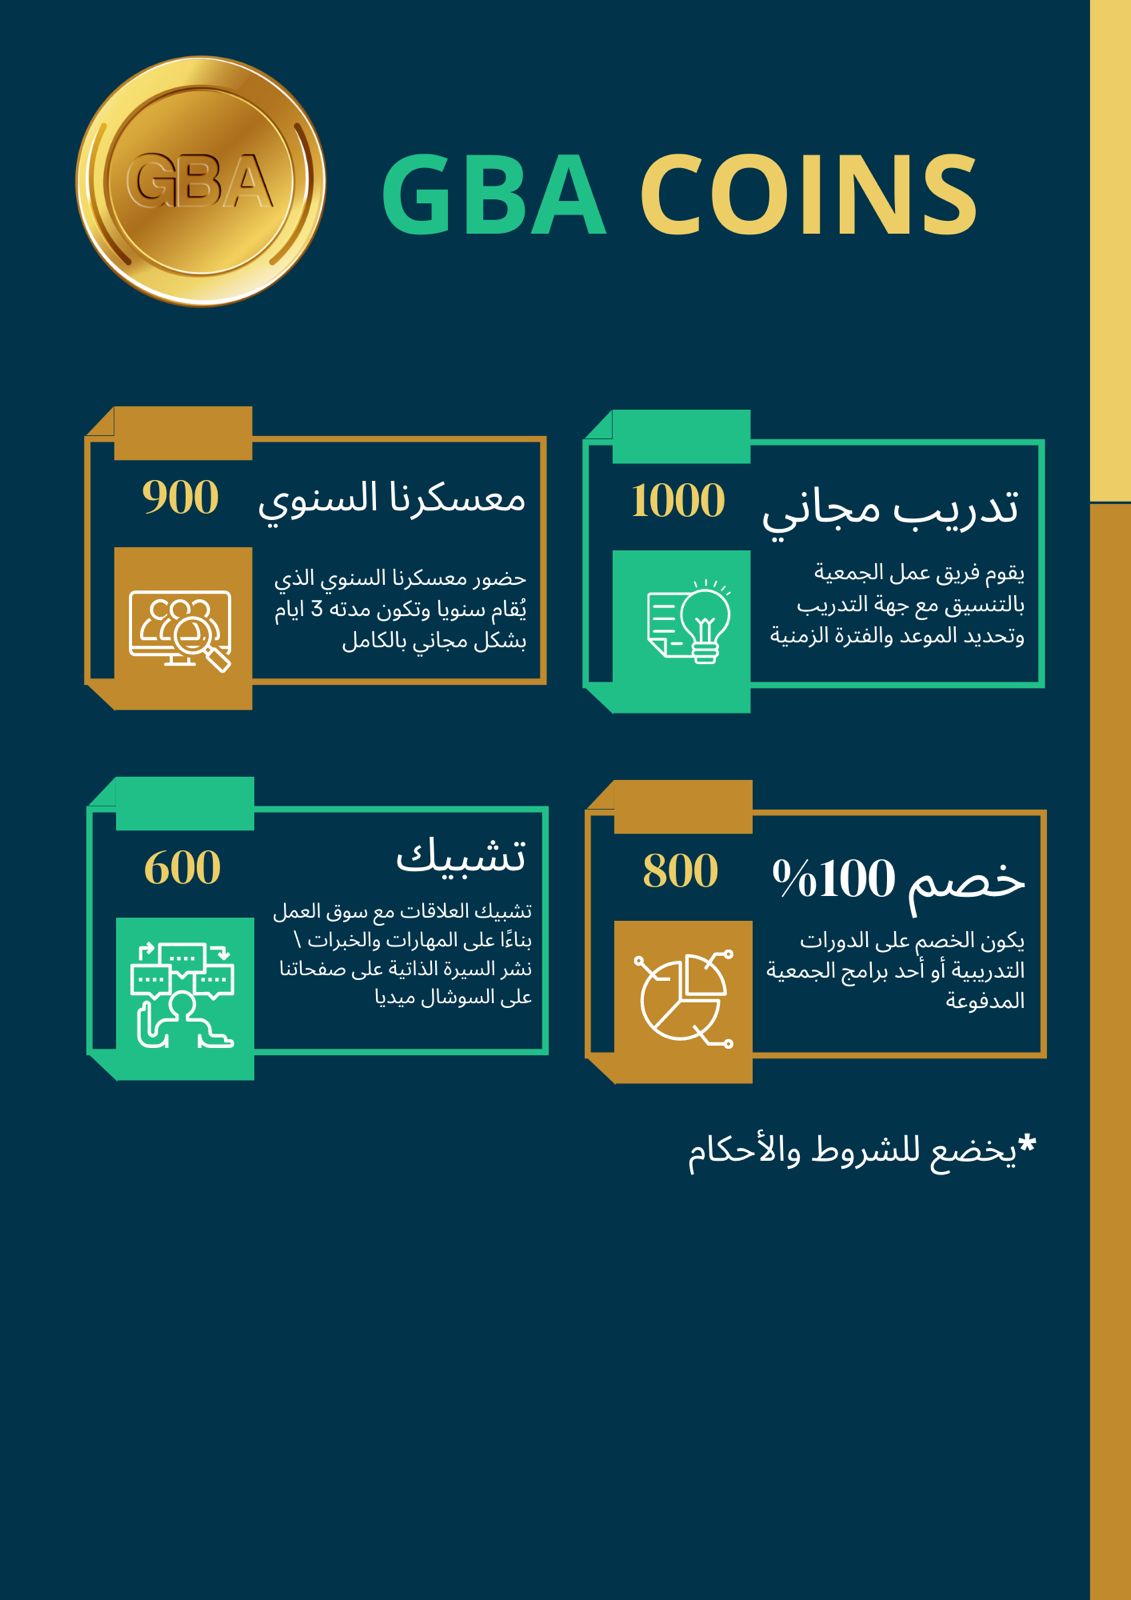 GBA
GBA COINS
تدريب مجاني
1000
يقوم فريق عمل الجمعية
بالتنسيق مع جهة التدريب
وتحديد الموعد والفترة الزمنية
معسكرنا السنوي
900
حضور معسكرنا السنوي الذي
يُقام سنويا وتكون مدته 3 ايام
بشكل مجاني بالكامل
خصم 100%
800
يكون الخصم على الدورات
التدريبية أو أحد برامج الجمعية
المدفوعة
تشبيك
600
تشبيك العلاقات مع سوق العمل
بناءًا على المهارات والخبرات \
نشر السيرة الذاتية على صفحاتنا
على السوشال ميديا
*يخضع للشروط والأحكام